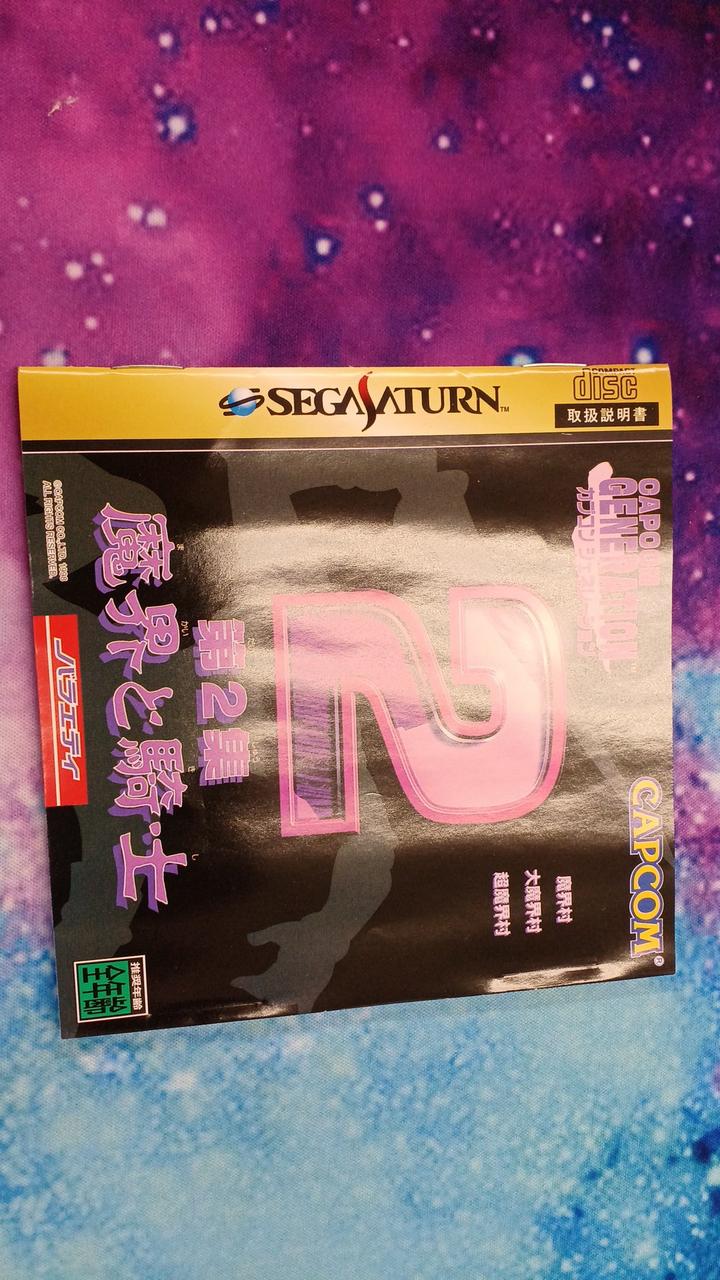 SEGA SATURN™
COMPACT
disc
取扱説明書
CAPCOM
GENERATION™
カプコン ジェネレーション
CAPCOM®
魔界村
大魔界村
超魔界村
2
第2集
魔界と騎士
©CAPCOM CO.,LTD. 1998
ALL RIGHTS RESERVED.
バラエティ
推奨年齢
全年齢